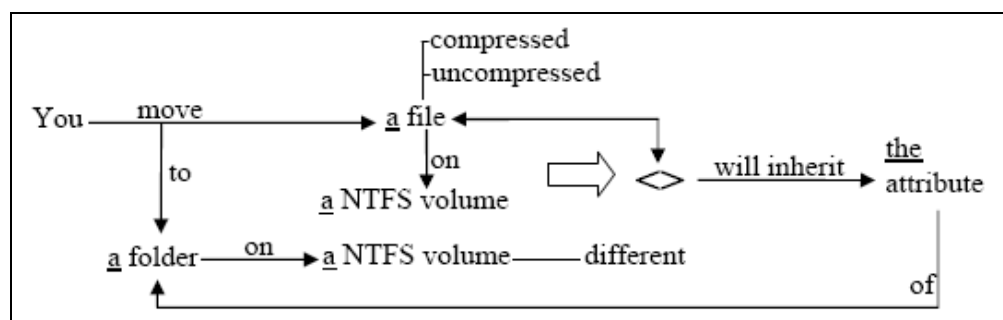 compressed
uncompressed
You move a file
on
to
a NTFS volume
will inherit
the
attribute
a folder on a NTFS volume different
of